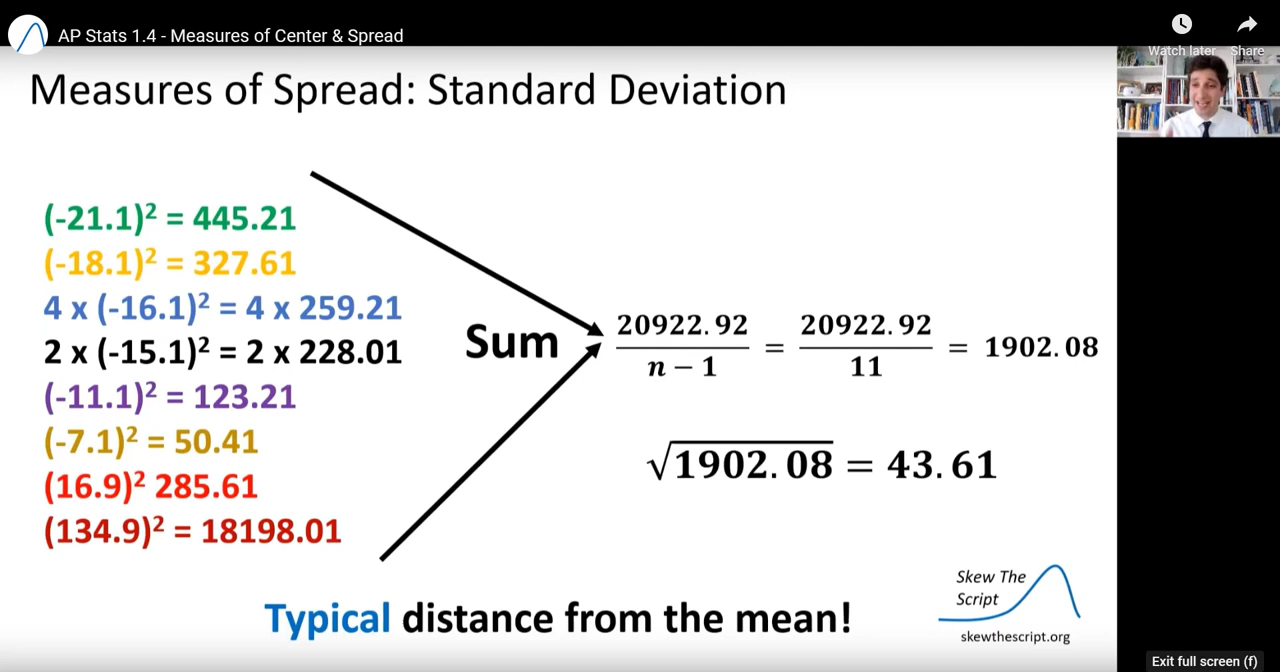 AP Stats 1.4 - Measures of Center & Spread
Watch later
Share
Measures of Spread: Standard Deviation
(-21.1)² = 445.21
(-18.1)² = 327.61
4 x (-16.1)² = 4 x 259.21
2 x (-15.1)² = 2 x 228.01
(-11.1)² = 123.21
(-7.1)² = 50.41
(16.9)² 285.61
(134.9)² = 18198.01
Sum
20922.92 / n − 1 = 20922.92 / 11 = 1902.08
√1902.08 = 43.61
Typical distance from the mean!
Skew The
Script
skewthescript.org
Exit full screen (f)